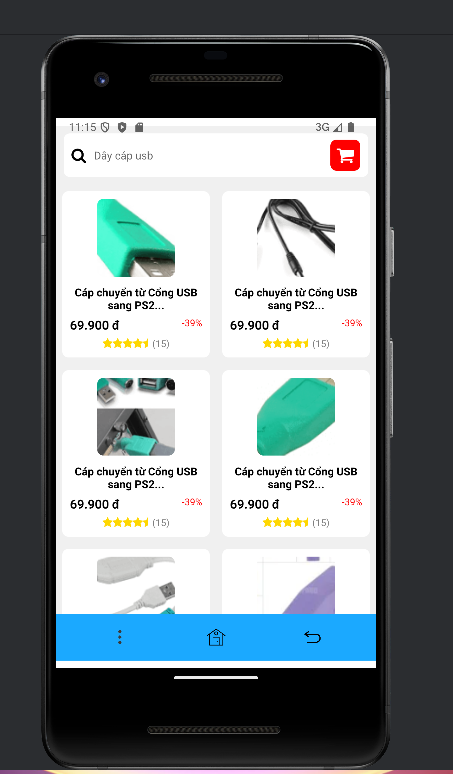 11:15
3G
Dây cáp usb
Cáp chuyển từ Cổng USB
sang PS2...
69.900 đ
-39%
(15)
Cáp chuyển từ Cổng USB
sang PS2...
69.900 đ
-39%
(15)
Cáp chuyển từ Cổng USB
sang PS2...
69.900 đ
-39%
(15)
Cáp chuyển từ Cổng USB
sang PS2...
69.900 đ
-39%
(15)